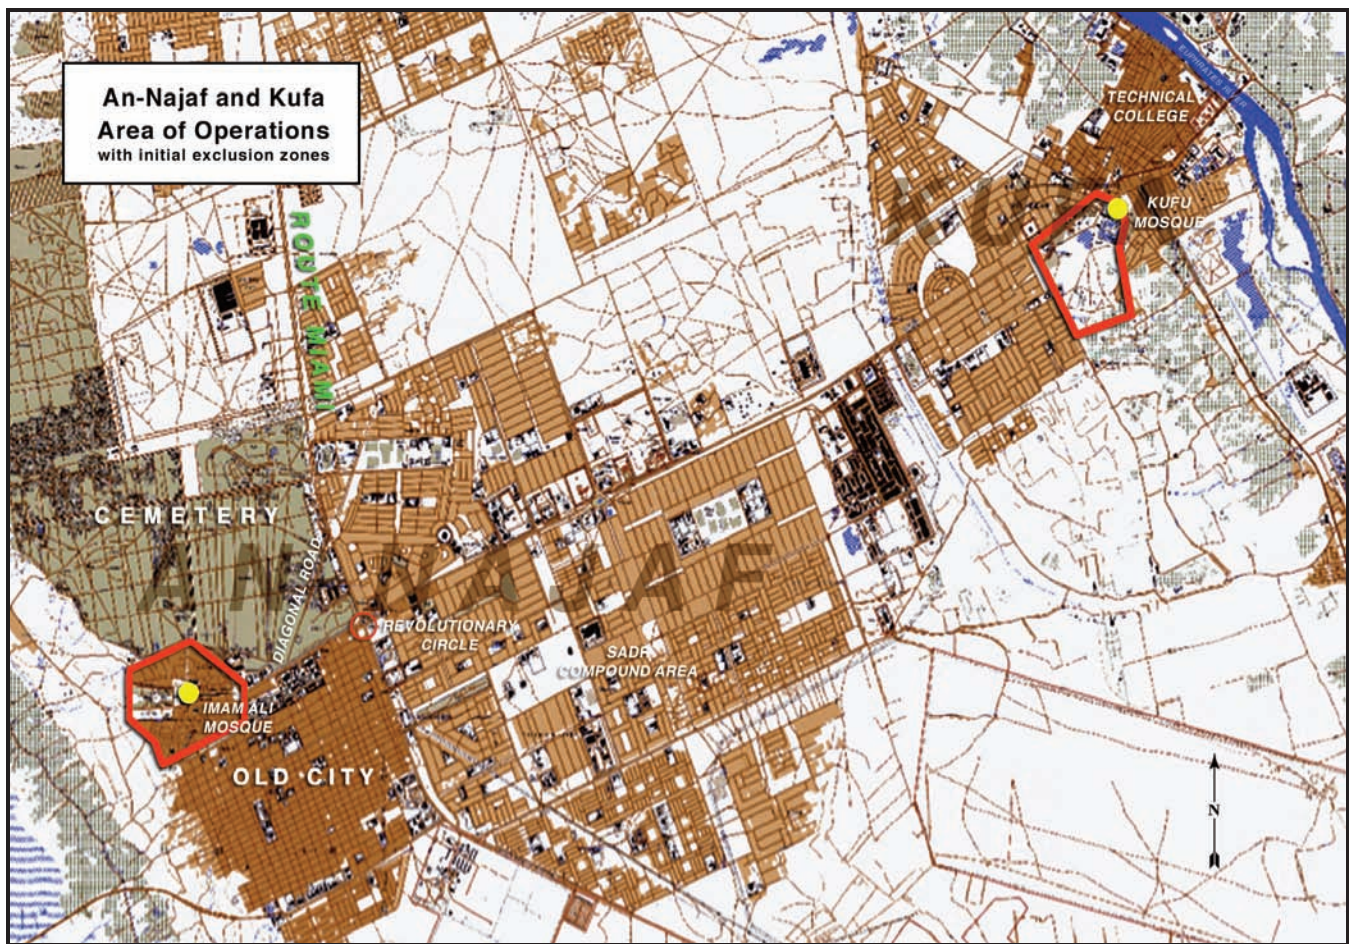 An-Najaf and Kufa
Area of Operations
with initial exclusion zones
EUPHRATES RIVER
TECHNICAL
COLLEGE
KUFA
KUFU
MOSQUE
ROUTE MIAMI
CEMETERY
AN NAJAF
DIAGONAL ROAD
REVOLUTIONARY
CIRCLE
SADR
COMPOUND AREA
IMAM ALI
MOSQUE
OLD CITY
N